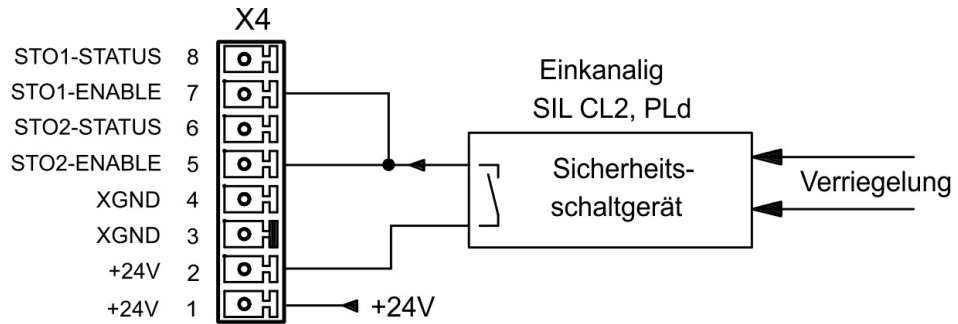 X4
STO1-STATUS 8
STO1-ENABLE 7
STO2-STATUS 6
STO2-ENABLE 5
XGND 4
XGND 3
+24V 2
+24V 1
+24V
Einkanalig
SIL CL2, PLd
Sicherheits-
schaltgerät
Verriegelung